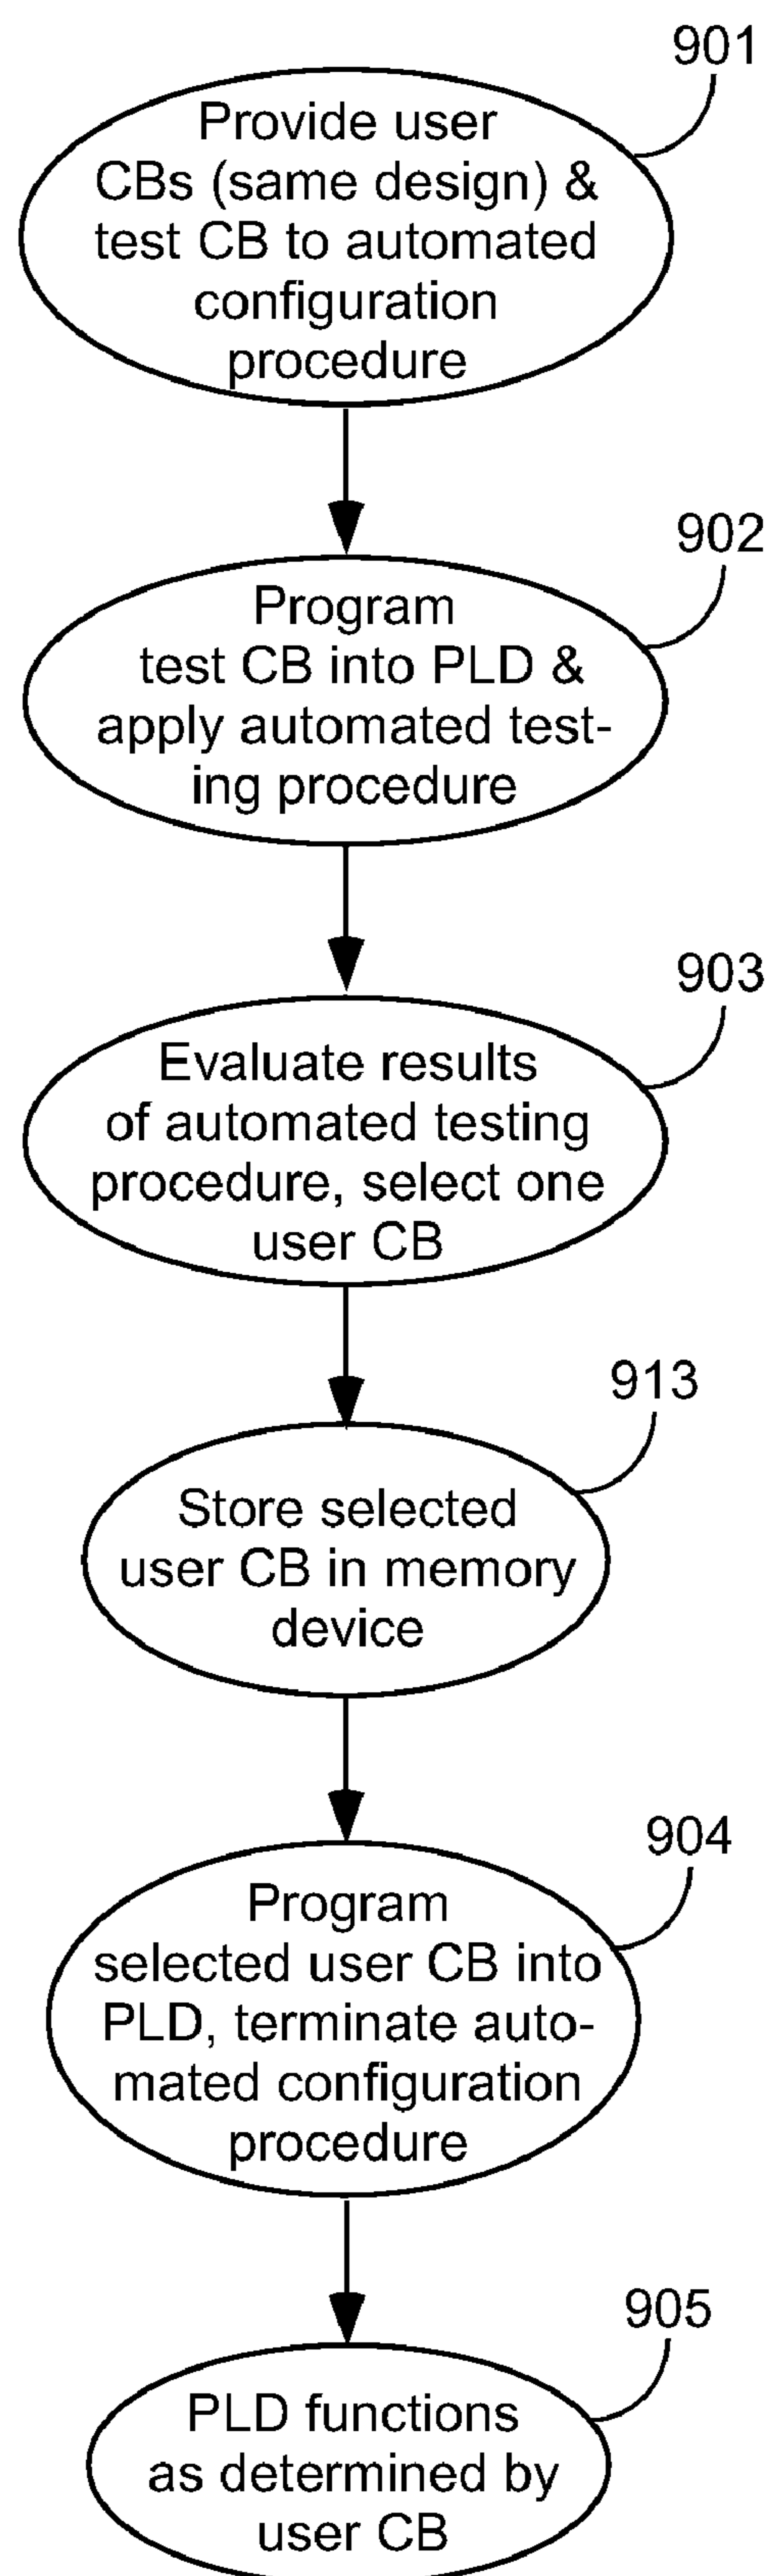 901
Provide user
CBs (same design) &
test CB to automated
configuration
procedure
902
Program
test CB into PLD &
apply automated test-
ing procedure
903
Evaluate results
of automated testing
procedure, select one
user CB
913
Store selected
user CB in memory
device
904
Program
selected user CB into
PLD, terminate auto-
mated configuration
procedure
905
PLD functions
as determined by
user CB